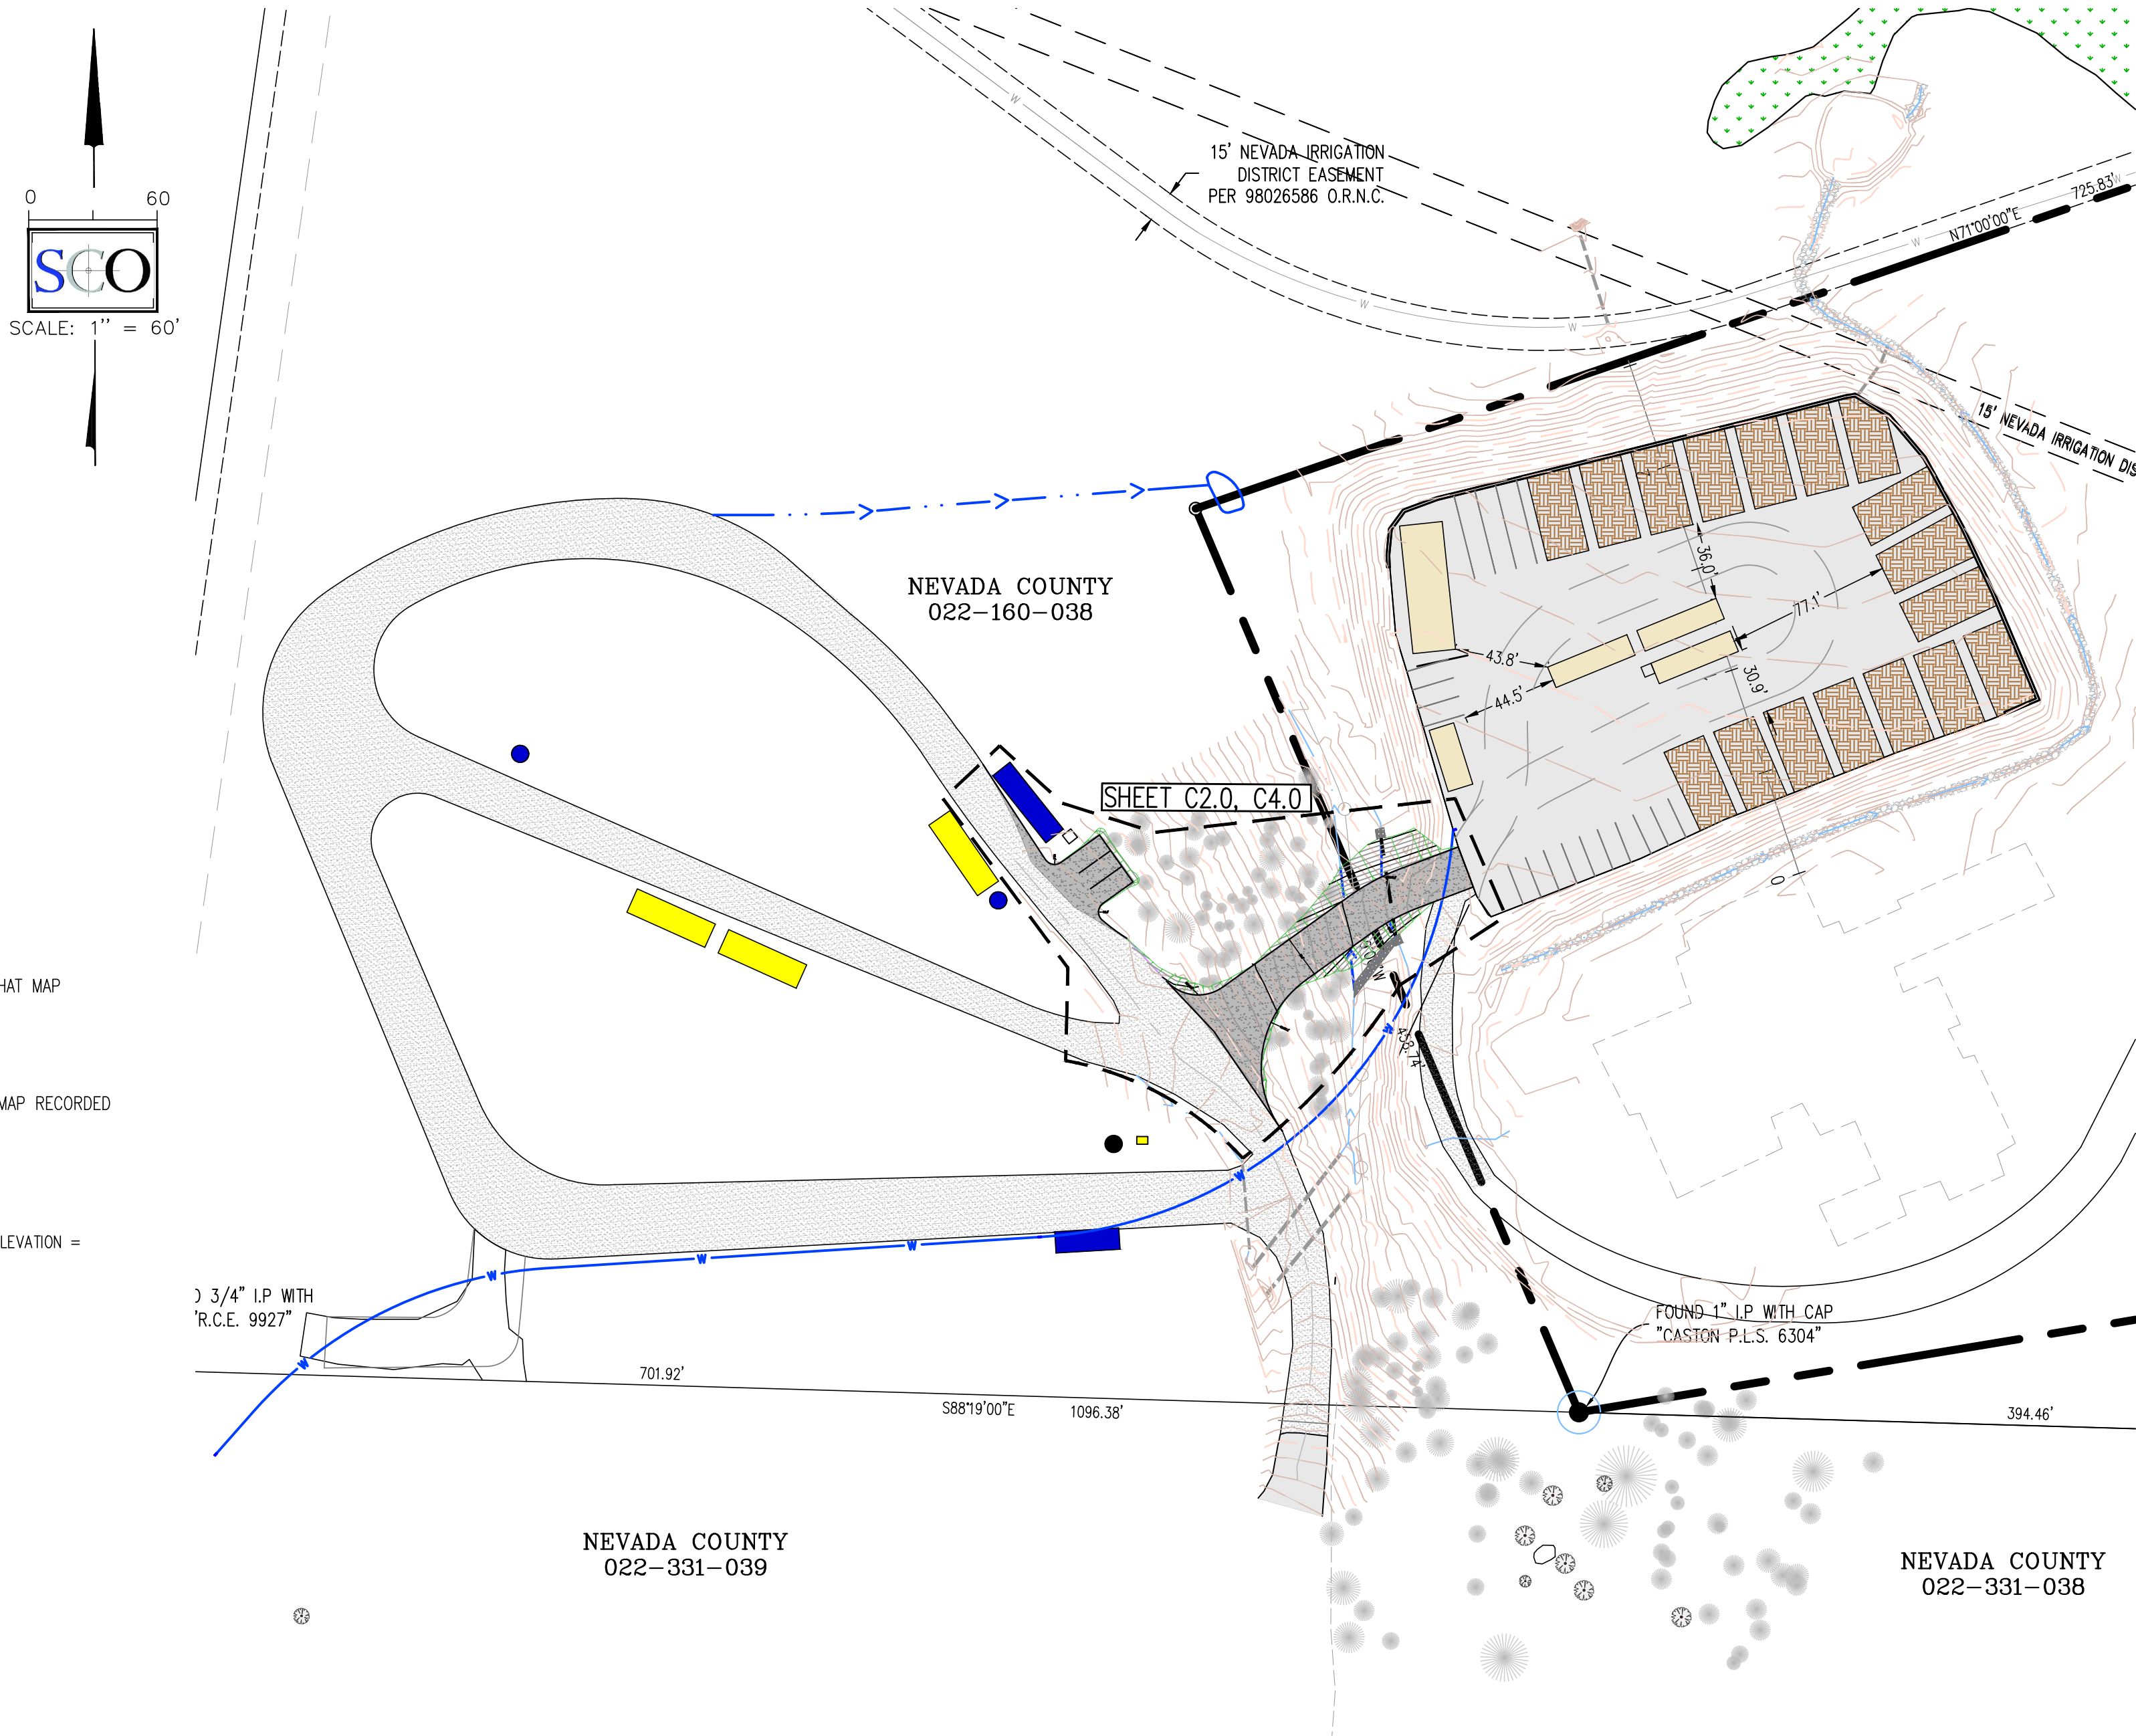 0 60
SCO
SCALE: 1'' = 60'
W
15' NEVADA IRRIGATION
DISTRICT EASEMENT
PER 98026586 O.R.N.C.
W
W
W
W
N71°00'00"E
725.83'
15' NEVADA IRRIGATION DIS
NEVADA COUNTY
022-160-038
36.0'
77.1'
43.8'
44.5'
30.9'
SHEET C2.0, C4.0
0
HAT MAP
MAP RECORDED
LEVATION =
W
458.74'
W
W
W
W
W
3/4" I.P WITH
"R.C.E. 9927"
FOUND 1" I.P WITH CAP
"CASTON P.L.S. 6304"
701.92'
S88°19'00"E
1096.38'
394.46'
NEVADA COUNTY
022-331-039
NEVADA COUNTY
022-331-038